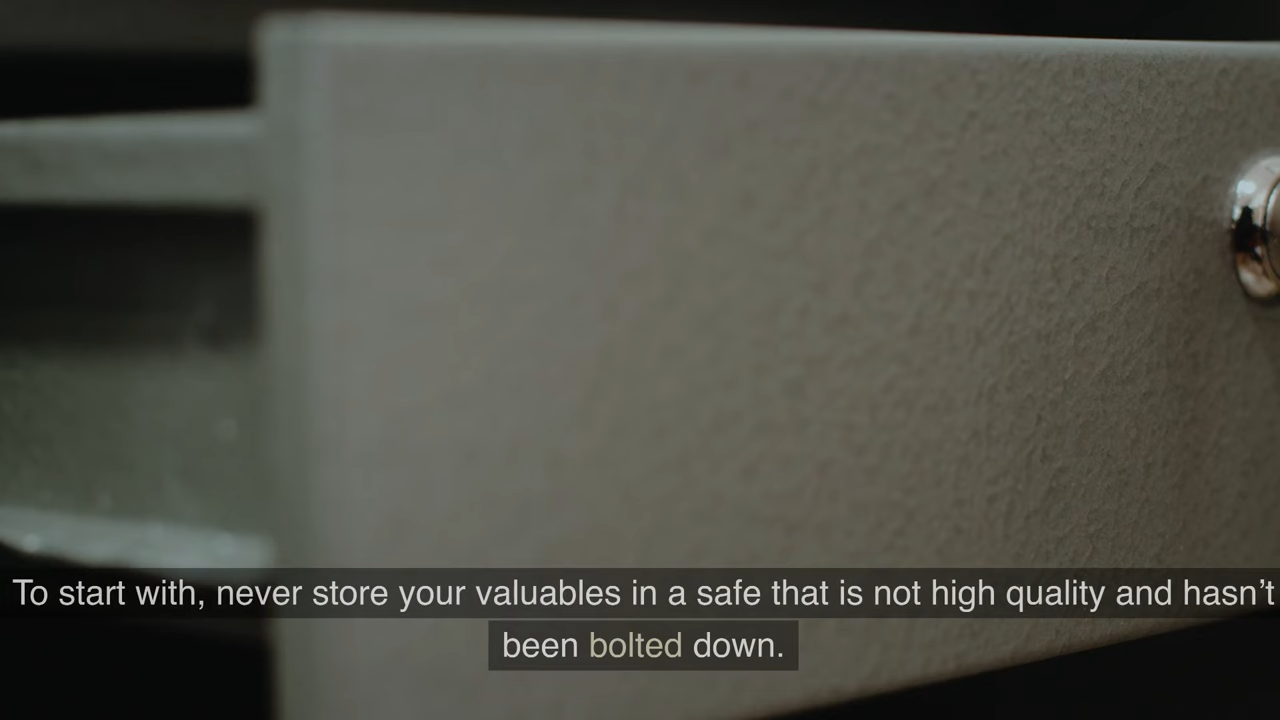 To start with, never store your valuables in a safe that is not high quality and hasn’t
been bolted down.